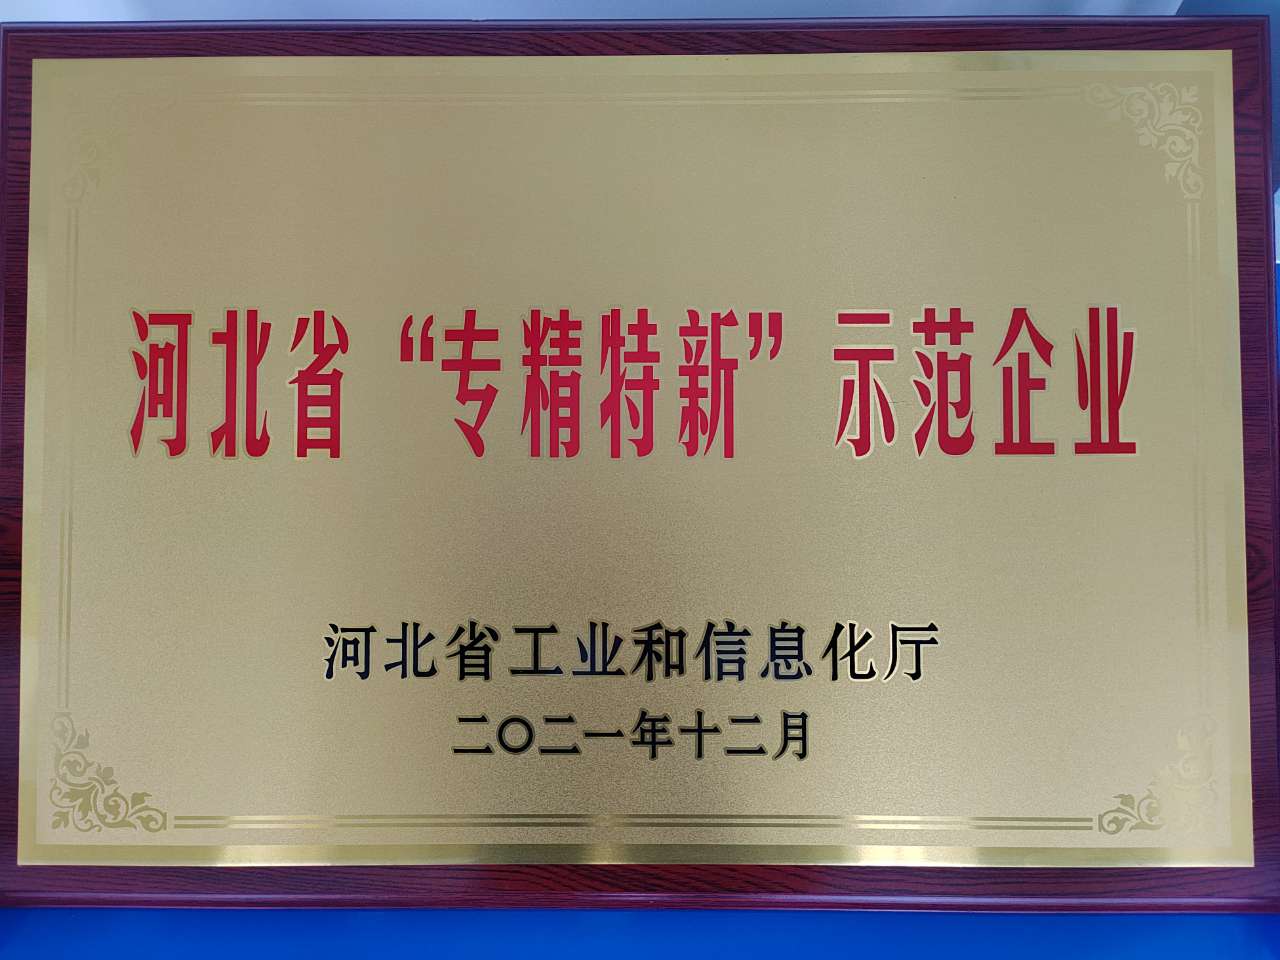 河北省“专精特新”示范企业
河北省工业和信息化厅
二〇二一年十二月